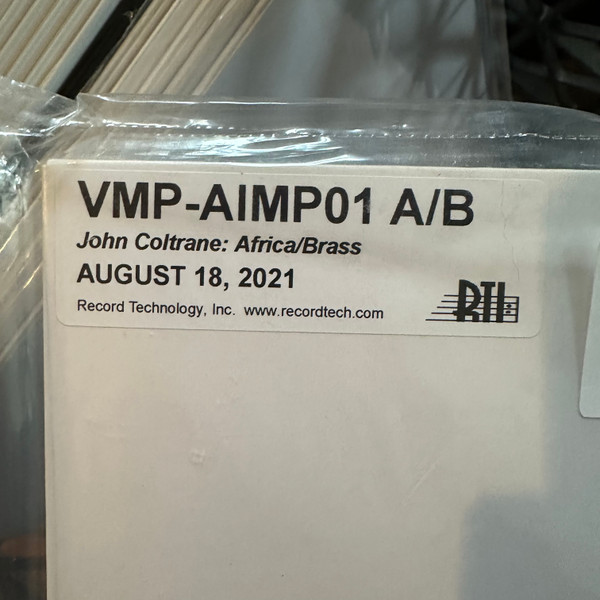 VMP-AIMP01 A/B
John Coltrane: Africa/Brass
AUGUST 18, 2021
Record Technology, Inc. www.recordtech.com
RTI